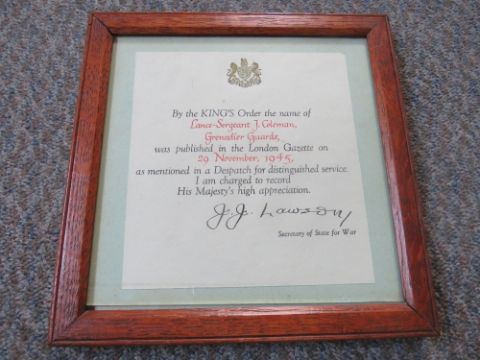 By the KING'S Order the name of
Lance-Sergeant J. Coleman,
Grenadier Guards,
was published in the London Gazette on
29 November, 1945,
as mentioned in a Despatch for distinguished service.
I am charged to record
His Majesty's high appreciation.
J.J. Lawson
Secretary of State for War